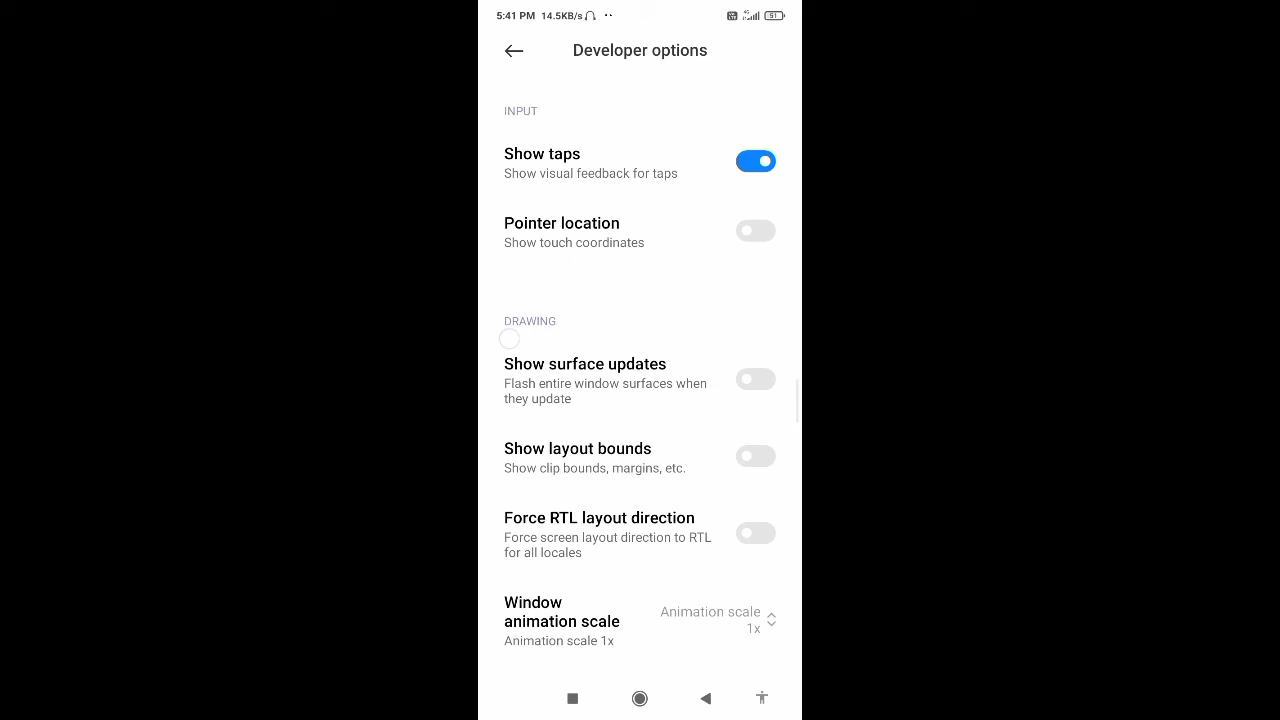 5:41 PM 14.5KB/s
51
Developer options
INPUT
Show taps
Show visual feedback for taps
Pointer location
Show touch coordinates
DRAWING
Show surface updates
Flash entire window surfaces when
they update
Show layout bounds
Show clip bounds, margins, etc.
Force RTL layout direction
Force screen layout direction to RTL
for all locales
Window
animation scale
Animation scale 1x
Animation scale
1x